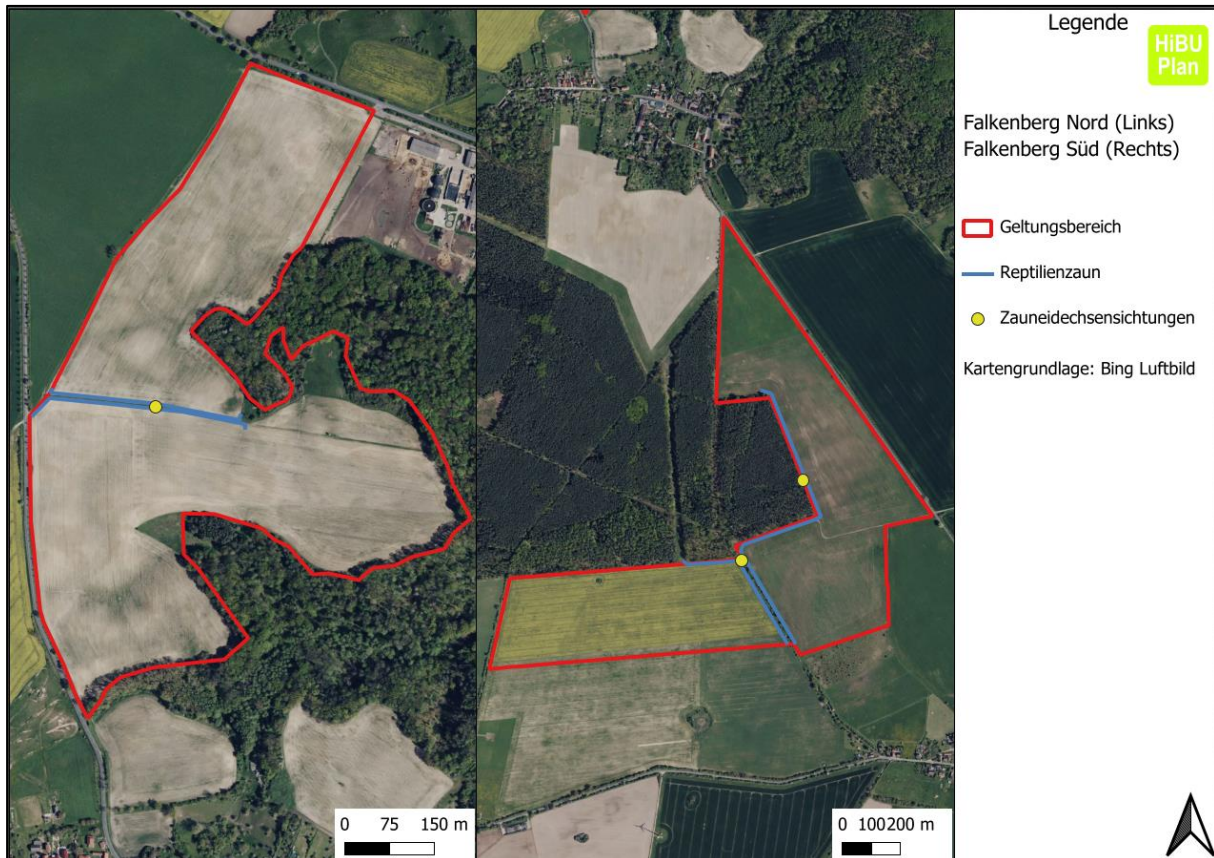 Legende
HiBU
Plan
Falkenberg Nord (Links)
Falkenberg Süd (Rechts)
Geltungsbereich
Reptilienzaun
Zauneidechsensichtungen
Kartengrundlage: Bing Luftbild
0 75 150 m
0 100200 m